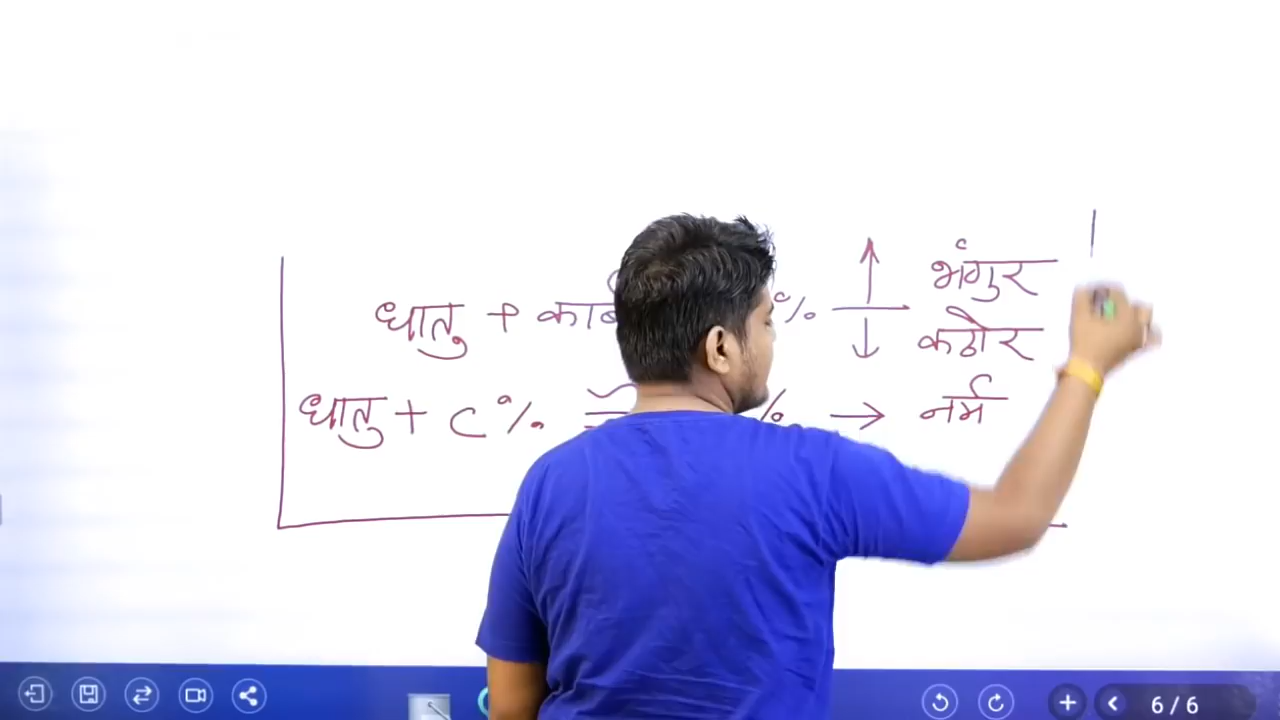 धातु + % ↑ भंगुर
↓ कठोर
धातु + C % % → नर्म
6 / 6